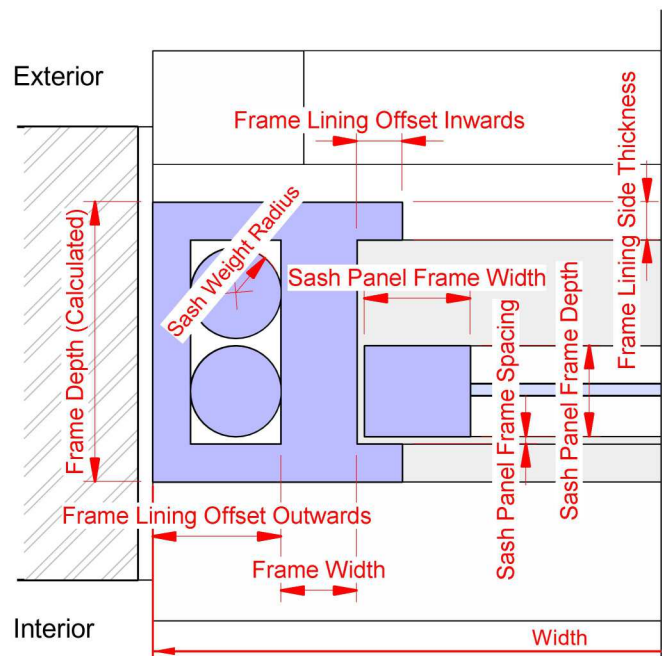 Exterior
Frame Lining Offset Inwards
Frame Lining Side Thickness
Sash Weight Radius
Sash Panel Frame Width
Frame Depth (Calculated)
Sash Panel Frame Spacing
Sash Panel Frame Depth
Frame Lining Offset Outwards
Frame Width
Interior
Width